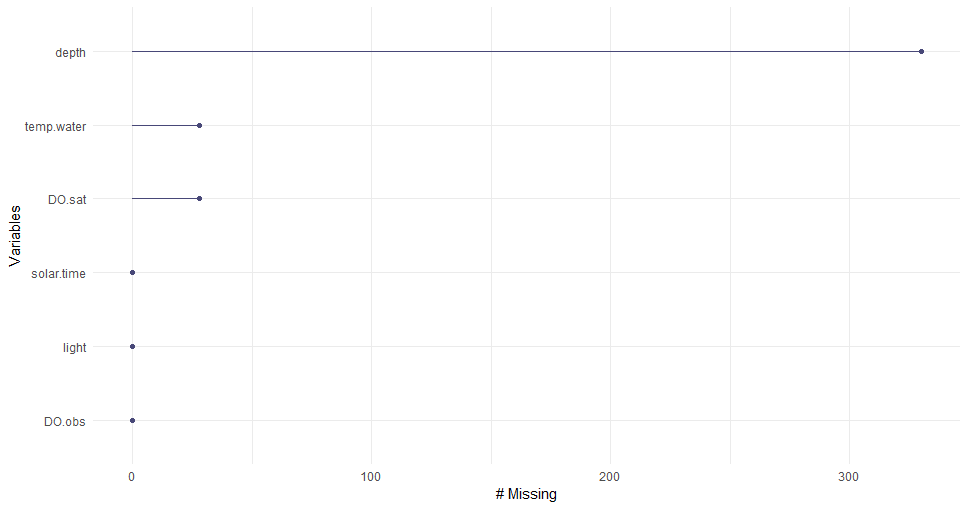 depth
temp.water
DO.sat
solar.time
light
DO.obs
Variables
0 100 200 300
# Missing